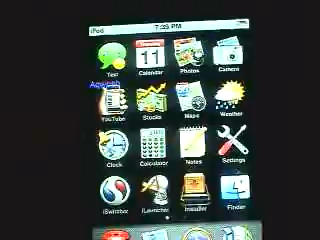 iPod 7:35 PM
Text Calendar Photos Camera
11
YouTube Stocks Maps Weather
Clock Calculator Notes Settings
iSwitcher iLauncher Installer Finder